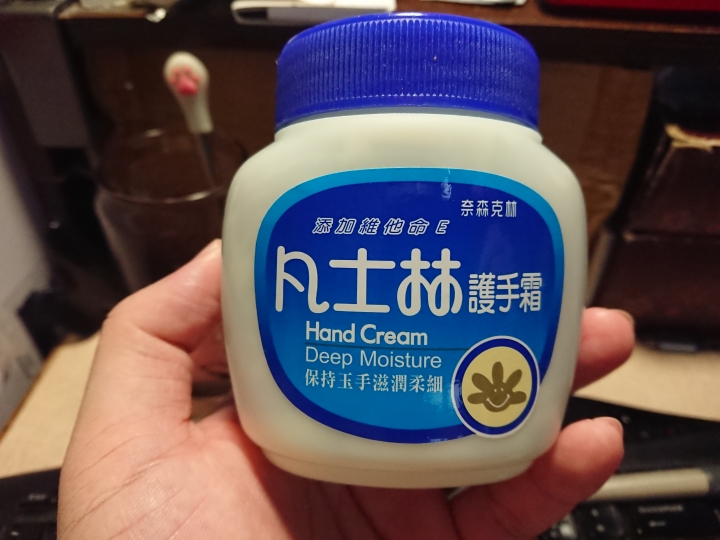 奈森克林
添加維他命E
凡士林護手霜
Hand Cream
Deep Moisture
保持玉手滋潤柔細